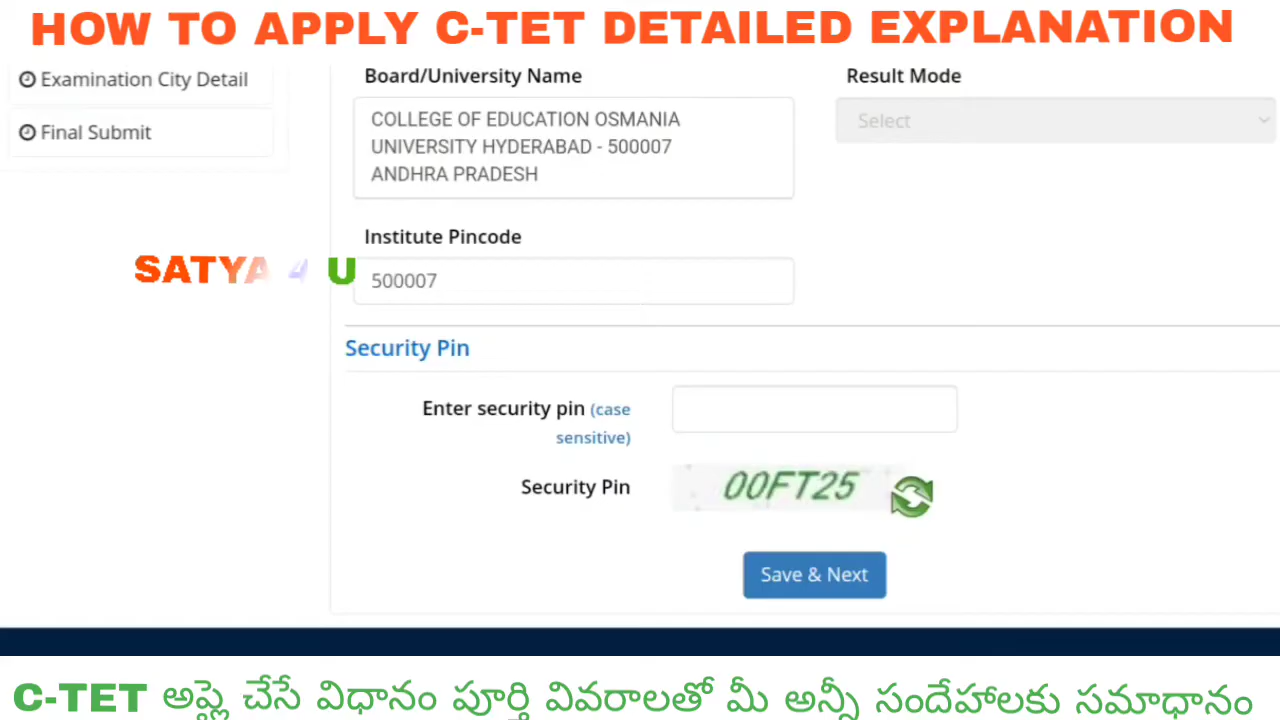 HOW TO APPLY C-TET DETAILED EXPLANATION
Examination City Detail
Final Submit
Board/University Name
COLLEGE OF EDUCATION OSMANIA
UNIVERSITY HYDERABAD - 500007
ANDHRA PRADESH
Result Mode
Select
Institute Pincode
500007
SATYA 4 U
Security Pin
Enter security pin (case
sensitive)
Security Pin
00FT25
Save & Next
C-TET అప్లై చేసే విధానం పూర్తి వివరాలతో మీ అన్నీ సందేహాలకు సమాధానం